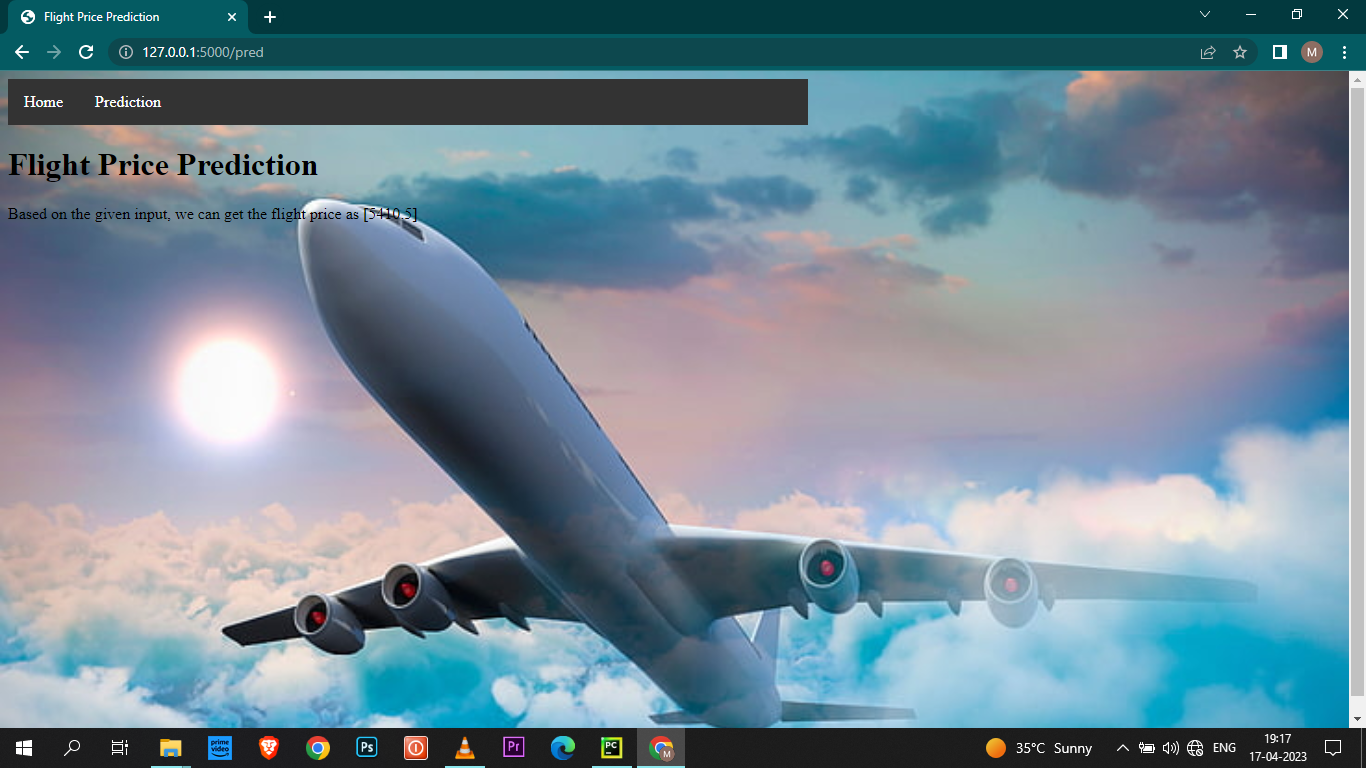 Flight Price Prediction
127.0.0.1:5000/pred
M
Home Prediction
Flight Price Prediction
Based on the given input, we can get the flight price as [5410.5]
prime video
Ps
Pr
PC
M
35°C Sunny
ENG
19:17
17-04-2023